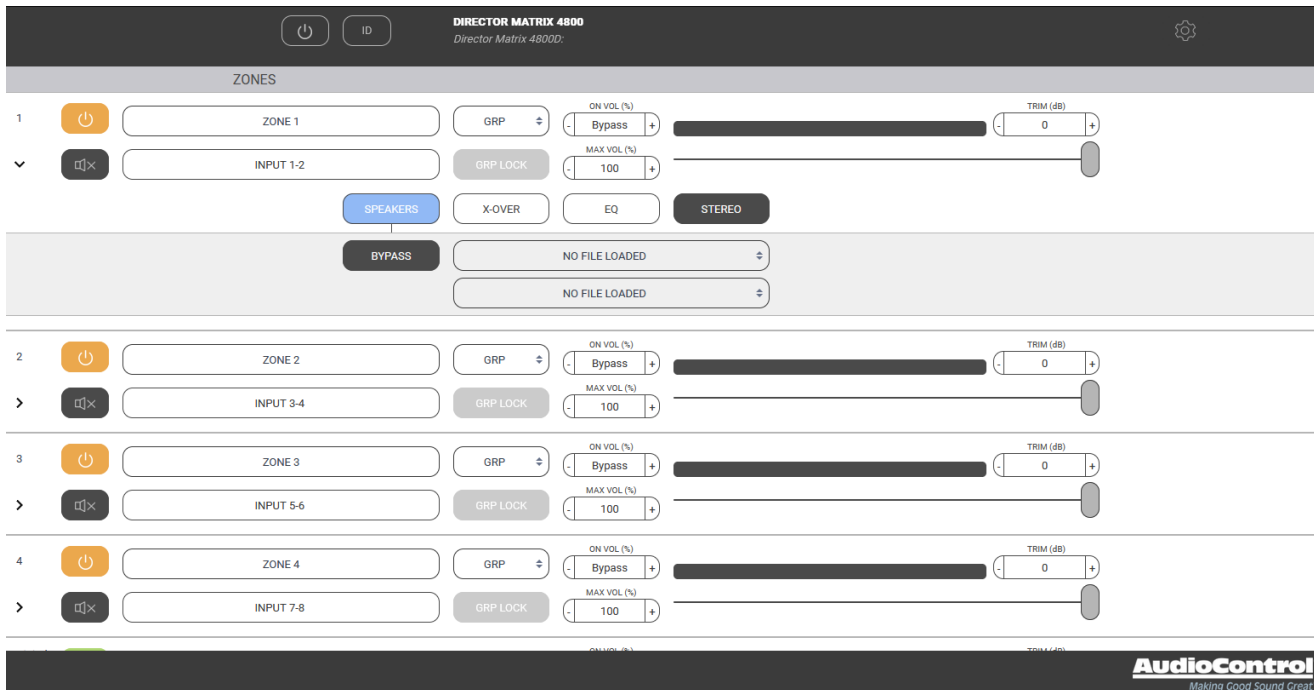 ID
DIRECTOR MATRIX 4800
Director Matrix 4800D:
ZONES
1
ZONE 1
GRP
ON VOL (%)
- Bypass +
TRIM (dB)
- 0 +
INPUT 1-2
GRP LOCK
MAX VOL (%)
- 100 +
SPEAKERS
X-OVER
EQ
STEREO
BYPASS
NO FILE LOADED
NO FILE LOADED
2
ZONE 2
GRP
ON VOL (%)
- Bypass +
TRIM (dB)
- 0 +
INPUT 3-4
GRP LOCK
MAX VOL (%)
- 100 +
3
ZONE 3
GRP
ON VOL (%)
- Bypass +
TRIM (dB)
- 0 +
INPUT 5-6
GRP LOCK
MAX VOL (%)
- 100 +
4
ZONE 4
GRP
ON VOL (%)
- Bypass +
TRIM (dB)
- 0 +
INPUT 7-8
GRP LOCK
MAX VOL (%)
- 100 +
ON VOL (%)
TRIM (dB)
AudioControl
Making Good Sound Great